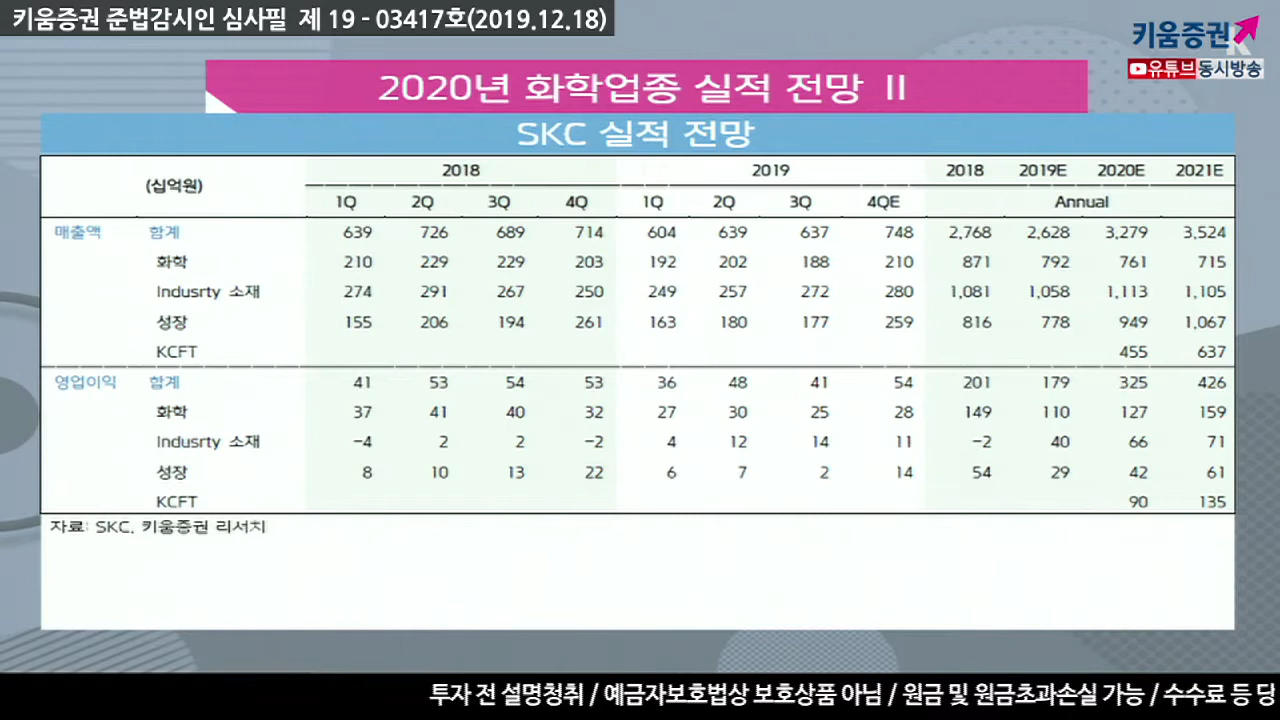 키움증권 준법감시인 심사필 제 19 - 03417호(2019.12.18)
키움증권
유튜브동시방송
2020년 화학업종 실적 전망 Ⅱ
SKC 실적 전망
(십억원) 2018 2019 2018 2019E 2020E 2021E
1Q 2Q 3Q 4Q 1Q 2Q 3Q 4QE Annual
매출액 합계 639 726 689 714 604 639 637 748 2,768 2,628 3,279 3,524
화학 210 229 229 203 192 202 188 210 871 792 761 715
Indusrty 소재 274 291 267 250 249 257 272 280 1,081 1,058 1,113 1,105
성장 155 206 194 261 163 180 177 259 816 778 949 1,067
KCFT 455 637
영업이익 합계 41 53 54 53 36 48 41 54 201 179 325 426
화학 37 41 40 32 27 30 25 28 149 110 127 159
Indusrty 소재 -4 2 2 -2 4 12 14 11 -2 40 66 71
성장 8 10 13 22 6 7 2 14 54 29 42 61
KCFT 90 135
자료: SKC, 키움증권 리서치
투자 전 설명청취 / 예금자보호법상 보호상품 아님 / 원금 및 원금초과손실 가능 / 수수료 등 당